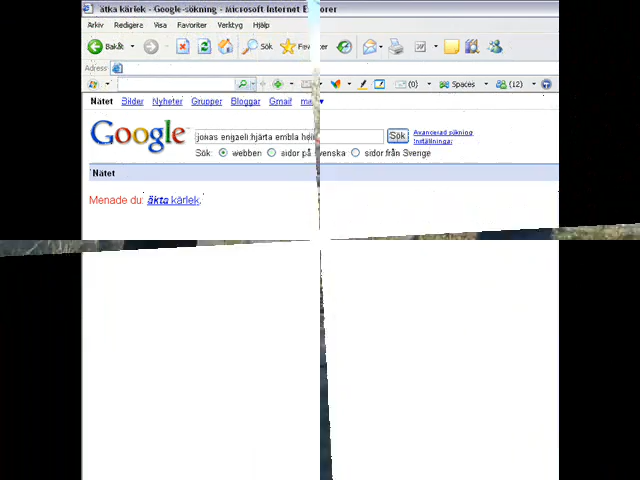 ätka kärlek - Google-sökning - Microsoft Internet Explorer
Arkiv Redigera Visa Favoriter Verktyg Hjälp
Bakåt Sök
Adress
(0) Spaces (12)
Nätet Bilder Nyheter Grupper Bloggar Gmail
Google Sök Avancerad sökning
Inställningar
Sök: webben sidor på svenska sidor från Sverige
Nätet
Menade du: äkta kärlek.